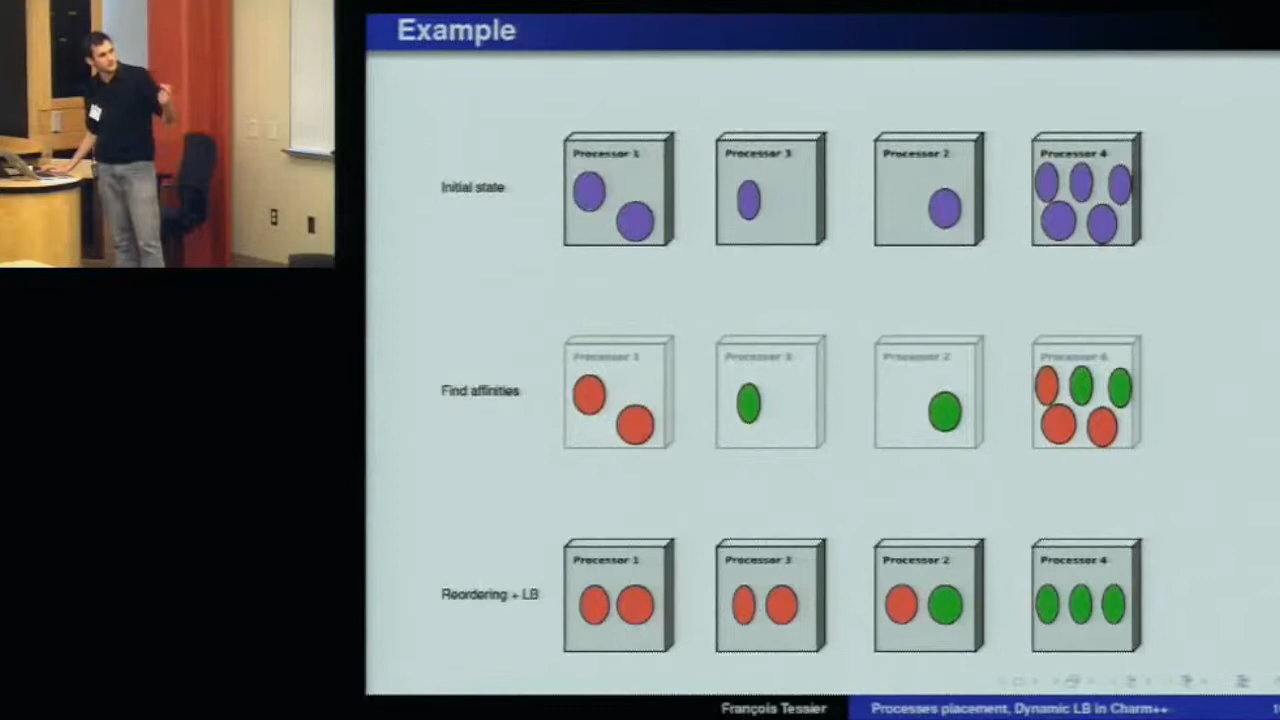 Example
Initial state
Processor 1
Processor 3
Processor 2
Processor 4
Find affinities
Processor 1
Processor 3
Processor 2
Processor 4
Reordering + LB
Processor 1
Processor 3
Processor 2
Processor 4
François Tessier
Processes placement, Dynamic LB in Charm++